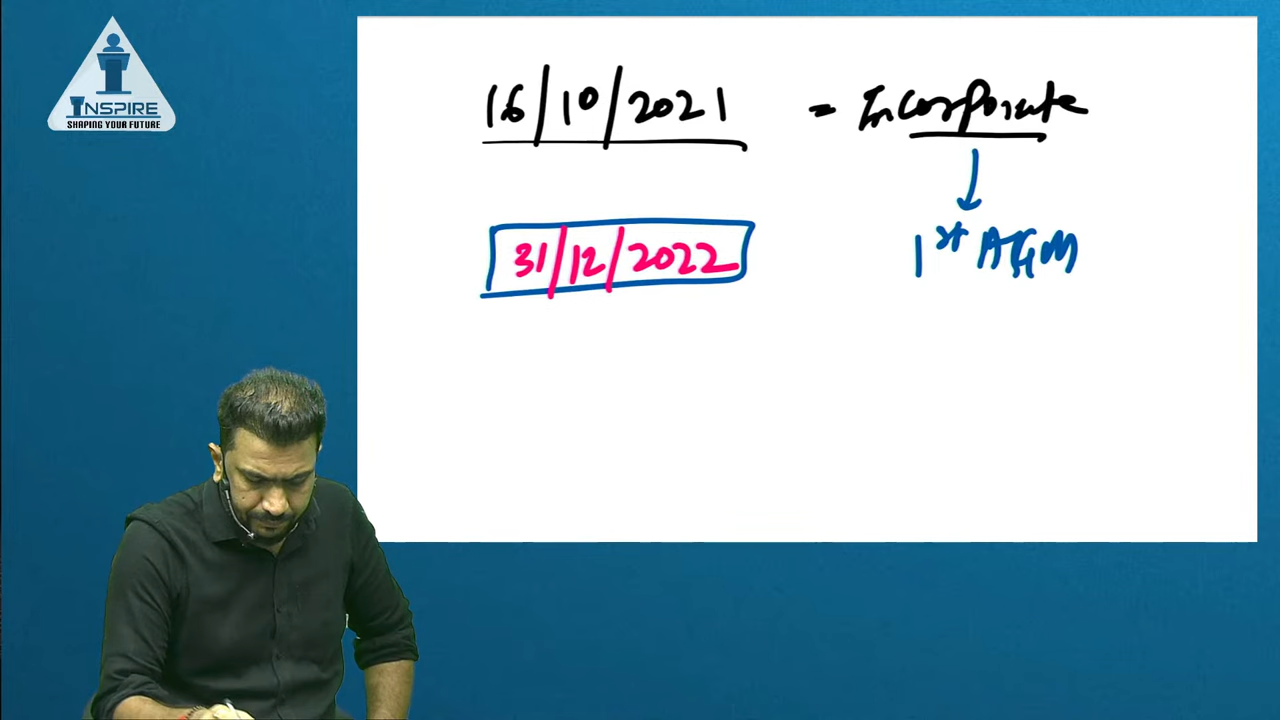 INSPIRE
SHAPING YOUR FUTURE
16/10/2021 = Incorporate
31/12/2022
1st AGM